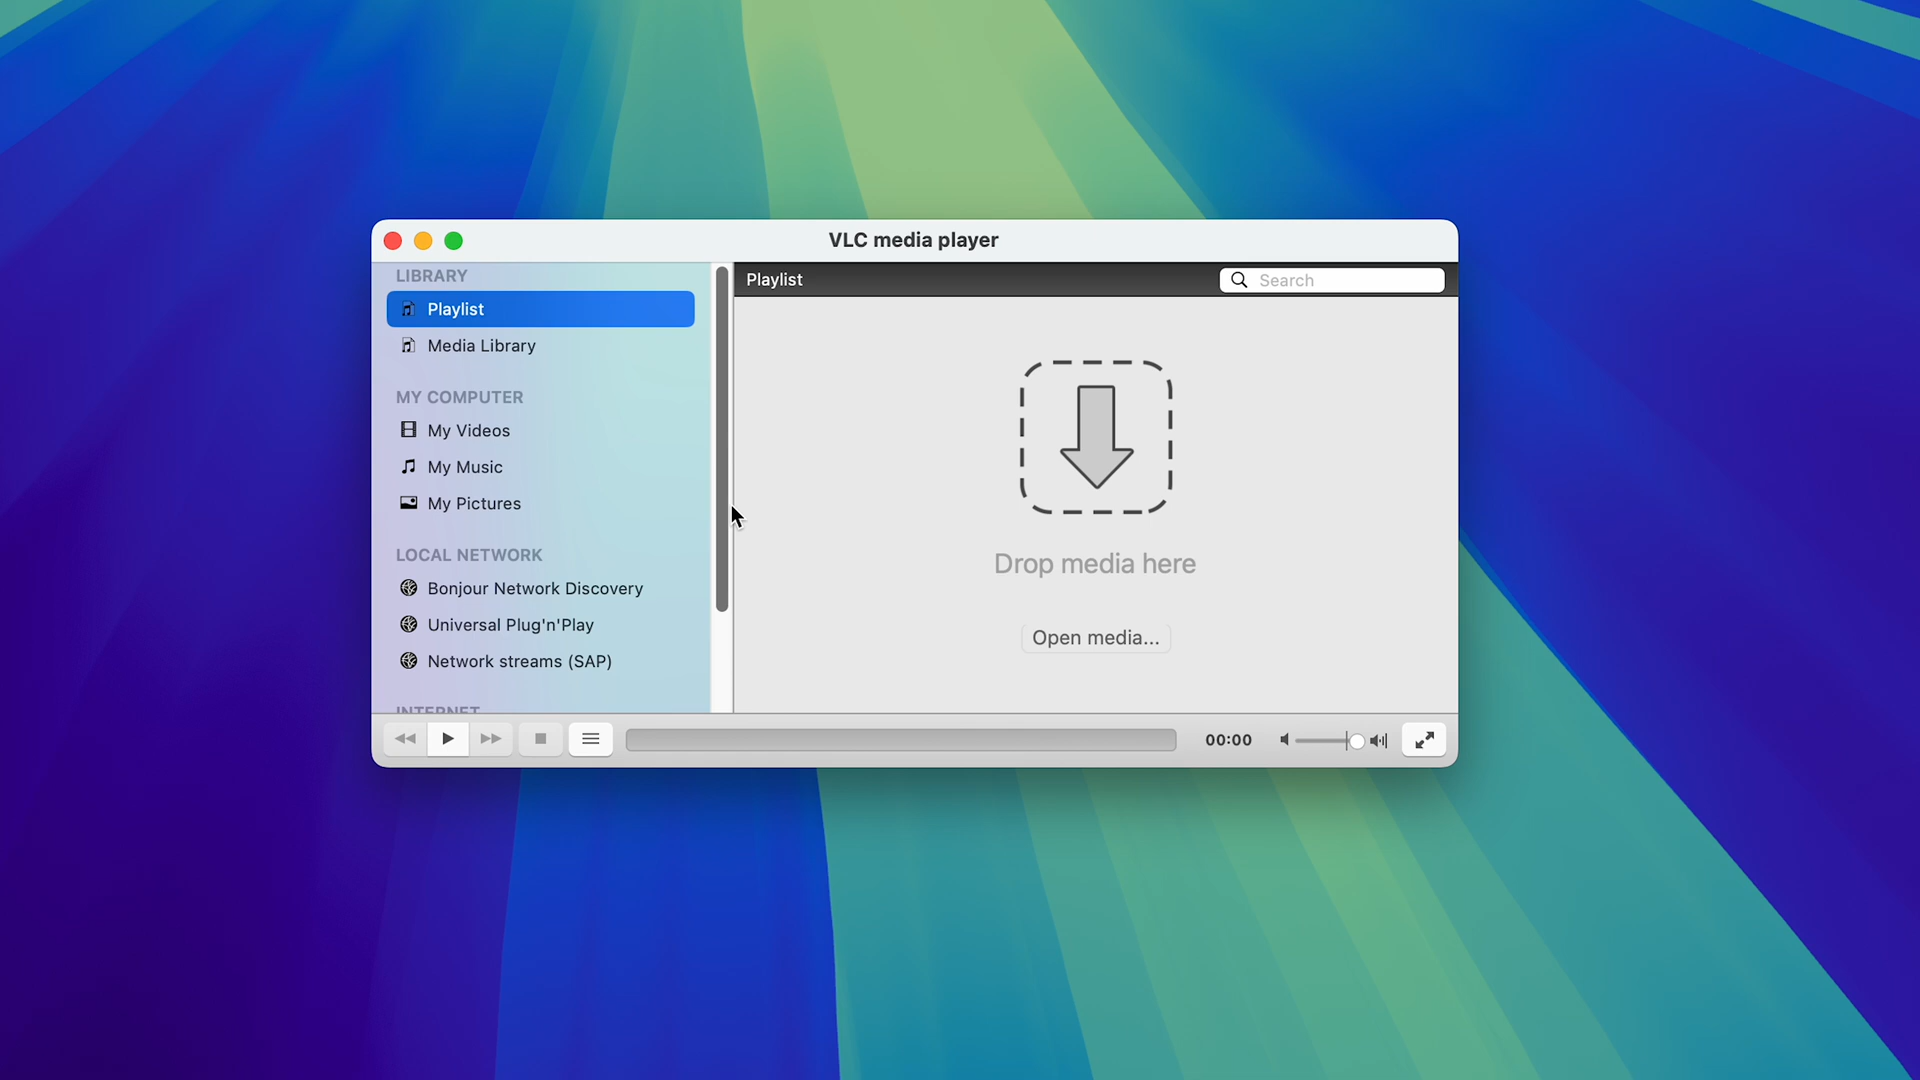 VLC media player
LIBRARY
Playlist
Media Library
MY COMPUTER
My Videos
My Music
My Pictures
LOCAL NETWORK
Bonjour Network Discovery
Universal Plug'n'Play
Network streams (SAP)
INTERNET
Playlist
Search
Drop media here
Open media...
00:00